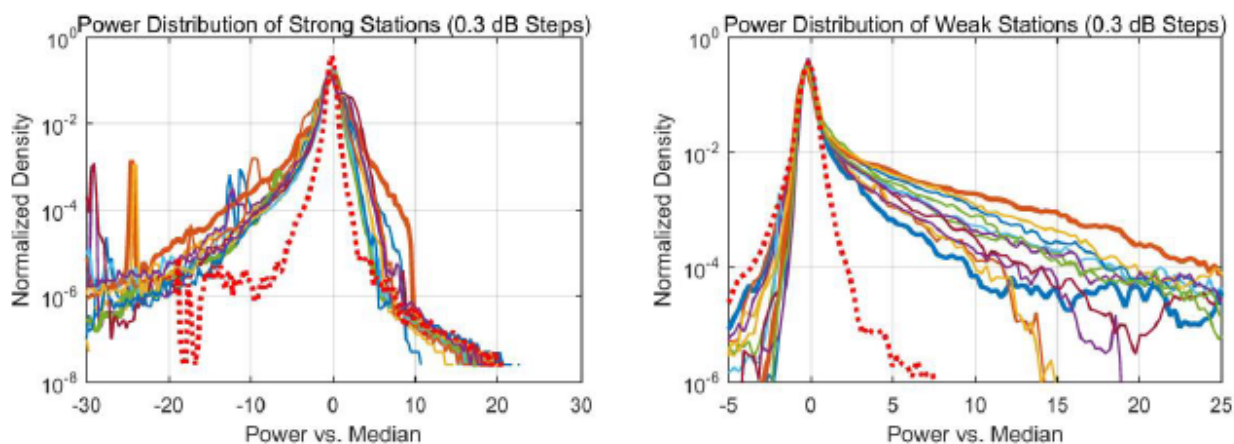 Power Distribution of Strong Stations (0.3 dB Steps)
10^0
10^-2
10^-4
10^-6
10^-8
Normalized Density
-30 -20 -10 0 10 20 30
Power vs. Median
Power Distribution of Weak Stations (0.3 dB Steps)
10^0
10^-2
10^-4
10^-6
Normalized Density
-5 0 5 10 15 20 25
Power vs. Median